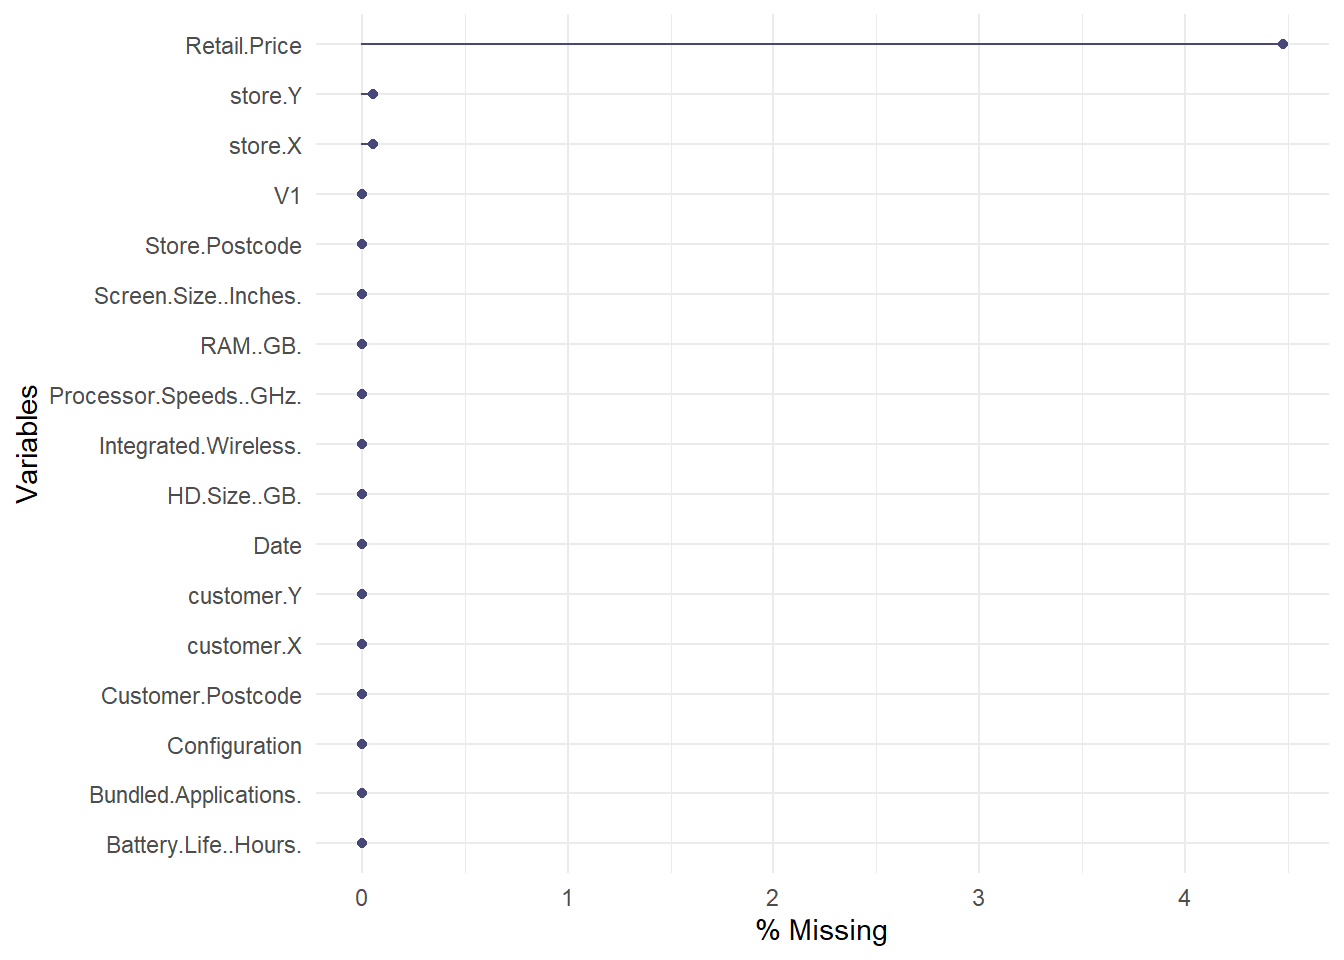 Retail.Price
store.Y
store.X
V1
Store.Postcode
Screen.Size..Inches.
RAM..GB.
Processor.Speeds..GHz.
Integrated.Wireless.
HD.Size..GB.
Date
customer.Y
customer.X
Customer.Postcode
Configuration
Bundled.Applications.
Battery.Life..Hours.
Variables
0 1 2 3 4
% Missing